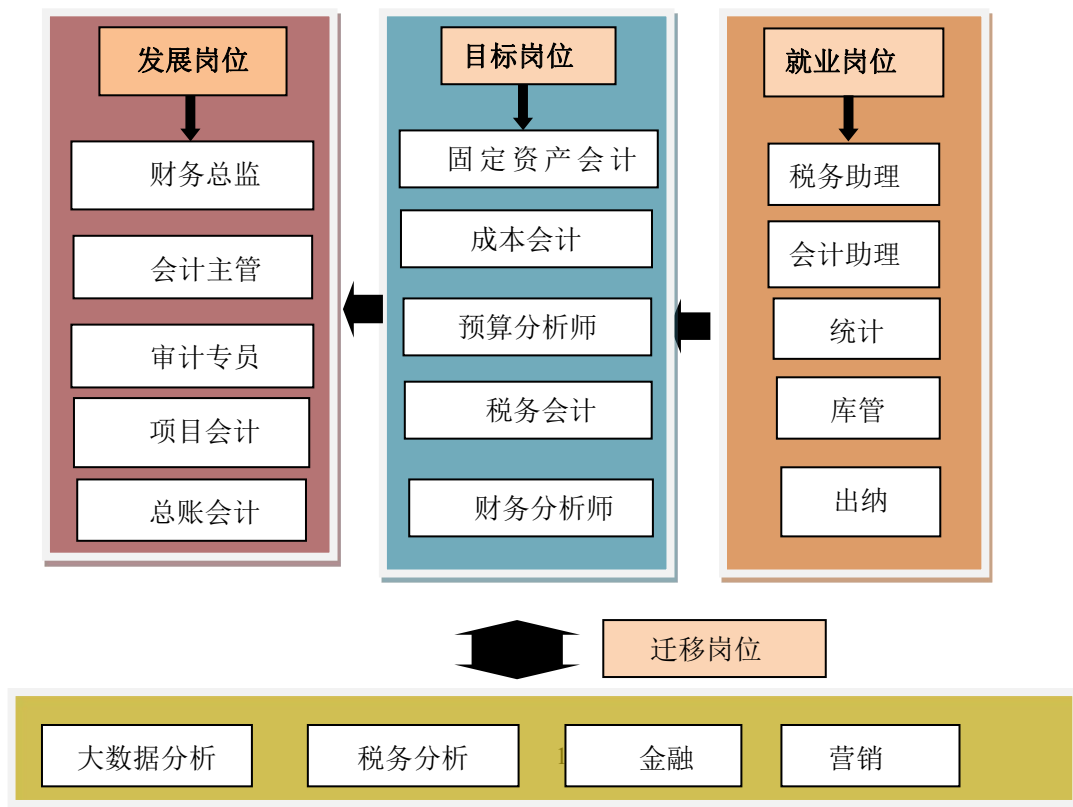 发展岗位
财务总监
会计主管
审计专员
项目会计
总账会计
目标岗位
固定资产会计
成本会计
预算分析师
税务会计
财务分析师
就业岗位
税务助理
会计助理
统计
库管
出纳
迁移岗位
大数据分析
税务分析
1
金融
营销